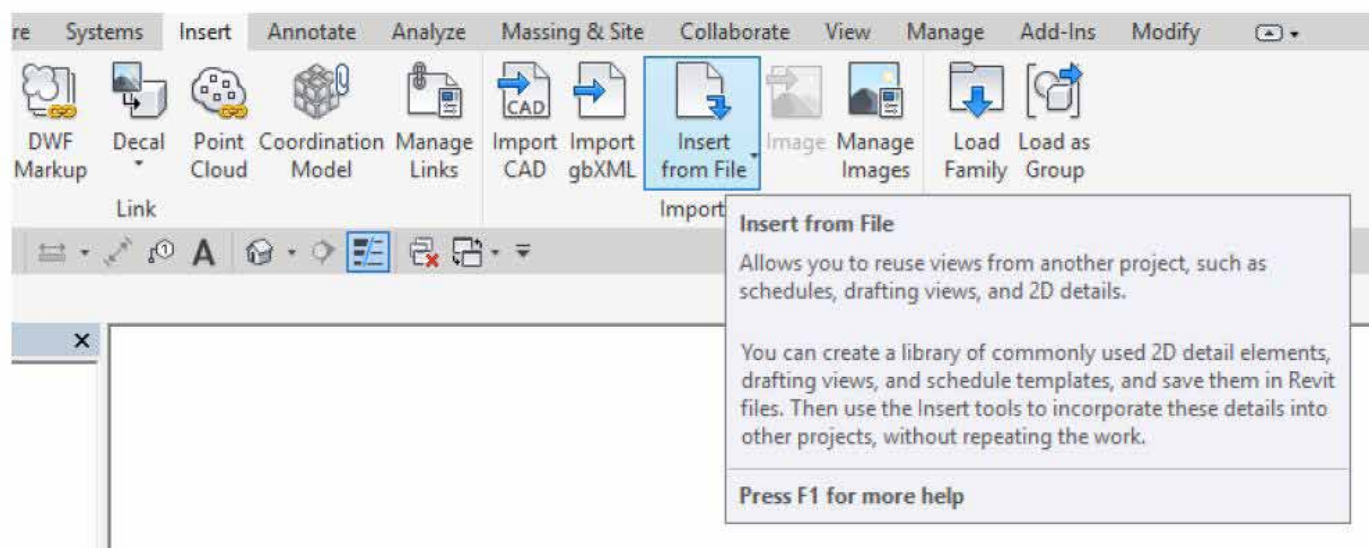 re Systems Insert Annotate Analyze Massing & Site Collaborate View Manage Add-Ins Modify
CAD
DWF Decal Point Coordination Manage Import Import Insert Image Manage Load Load as
Markup Cloud Model Links CAD gbXML from File Images Family Group
Link Import
1 A
Insert from File
Allows you to reuse views from another project, such as
schedules, drafting views, and 2D details.
You can create a library of commonly used 2D detail elements,
drafting views, and schedule templates, and save them in Revit
files. Then use the Insert tools to incorporate these details into
other projects, without repeating the work.
Press F1 for more help